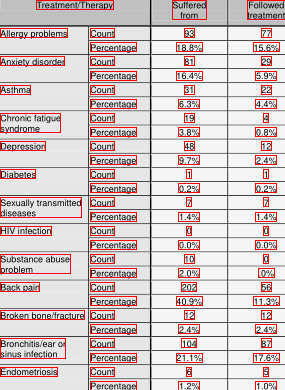 Treatment/Therapy Suffered from Followed treatment
Allergy problems Count 93 77
Percentage 18.8% 15.6%
Anxiety disorder Count 81 29
Percentage 16.4% 5.9%
Asthma Count 31 22
Percentage 6.3% 4.4%
Chronic fatigue syndrome Count 19 4
Percentage 3.8% 0.8%
Depression Count 48 12
Percentage 9.7% 2.4%
Diabetes Count 1 1
Percentage 0.2% 0.2%
Sexually transmitted diseases Count 7 7
Percentage 1.4% 1.4%
HIV infection Count 0 0
Percentage 0.0% 0.0%
Substance abuse problem Count 10 0
Percentage 2.0% 0%
Back pain Count 202 56
Percentage 40.9% 11.3%
Broken bone/fracture Count 12 12
Percentage 2.4% 2.4%
Bronchitis/ear or sinus infection Count 104 87
Percentage 21.1% 17.6%
Endometriosis Count 6 5
Percentage 1.2% 1.0%